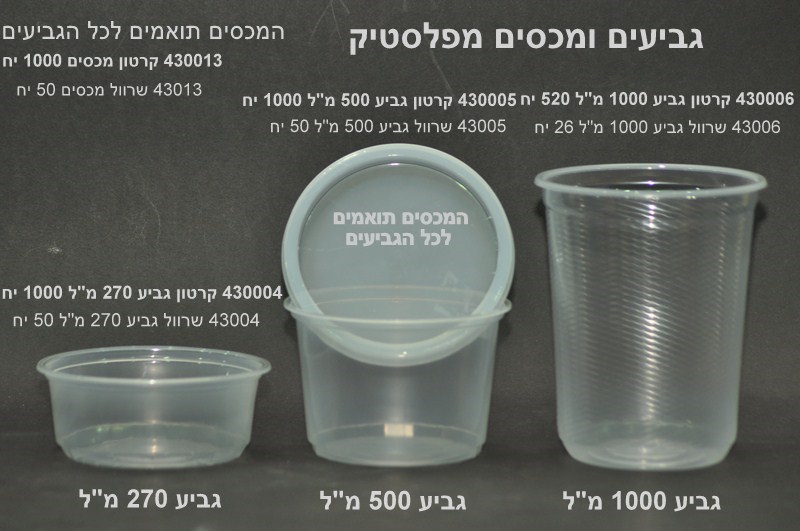 גביעים ומכסים מפלסטיק
המכסים תואמים לכל הגביעים
430013 קרטון מכסים 1000 יח
43013 שרוול מכסים 50 יח
430006 קרטון גביע 1000 מ"ל 520 יח
43006 שרוול גביע 1000 מ"ל 26 יח
430005 קרטון גביע 500 מ"ל 1000 יח
43005 שרוול גביע 500 מ"ל 50 יח
המכסים תואמים
לכל הגביעים
430004 קרטון גביע 270 מ"ל 1000 יח
43004 שרוול גביע 270 מ"ל 50 יח
גביע 1000 מ"ל
גביע 500 מ"ל
גביע 270 מ"ל